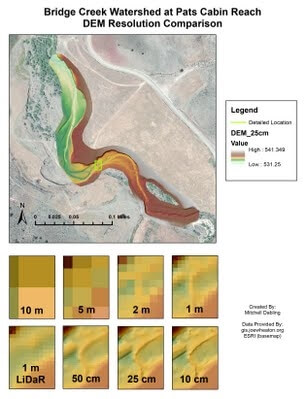 Bridge Creek Watershed at Pats Cabin Reach
DEM Resolution Comparison
Legend
Detailed Location
DEM_25cm
Value
High : 541.349
Low : 531.25
N
0 0.025 0.05 0.1 Miles
10 m
5 m
2 m
1 m
1 m
LiDaR
50 cm
25 cm
10 cm
Created By:
Mitchell Dabling
Data Provided By:
gis.joewheaton.org
ESRI (basemap)